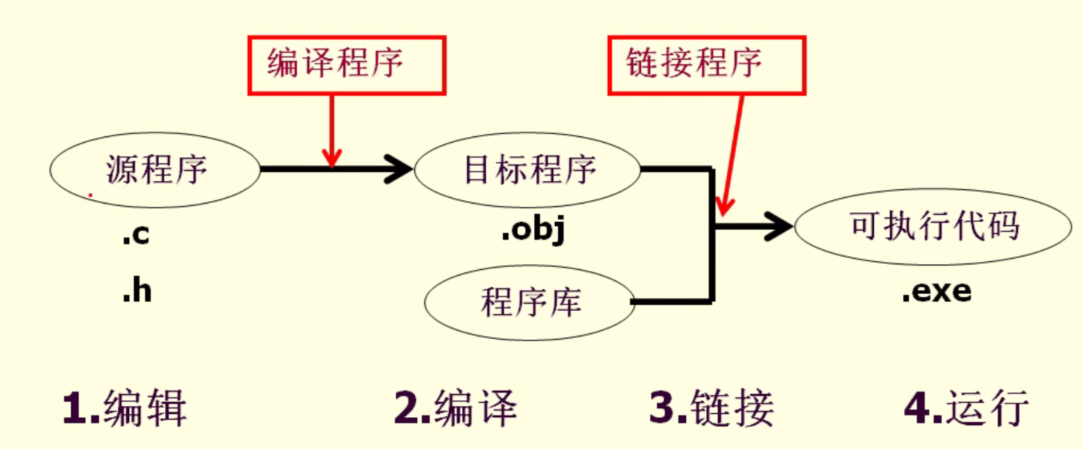 编译程序
链接程序
源程序
目标程序
.c
.obj
可执行代码
.h
程序库
.exe
1.编辑
2.编译
3.链接
4.运行